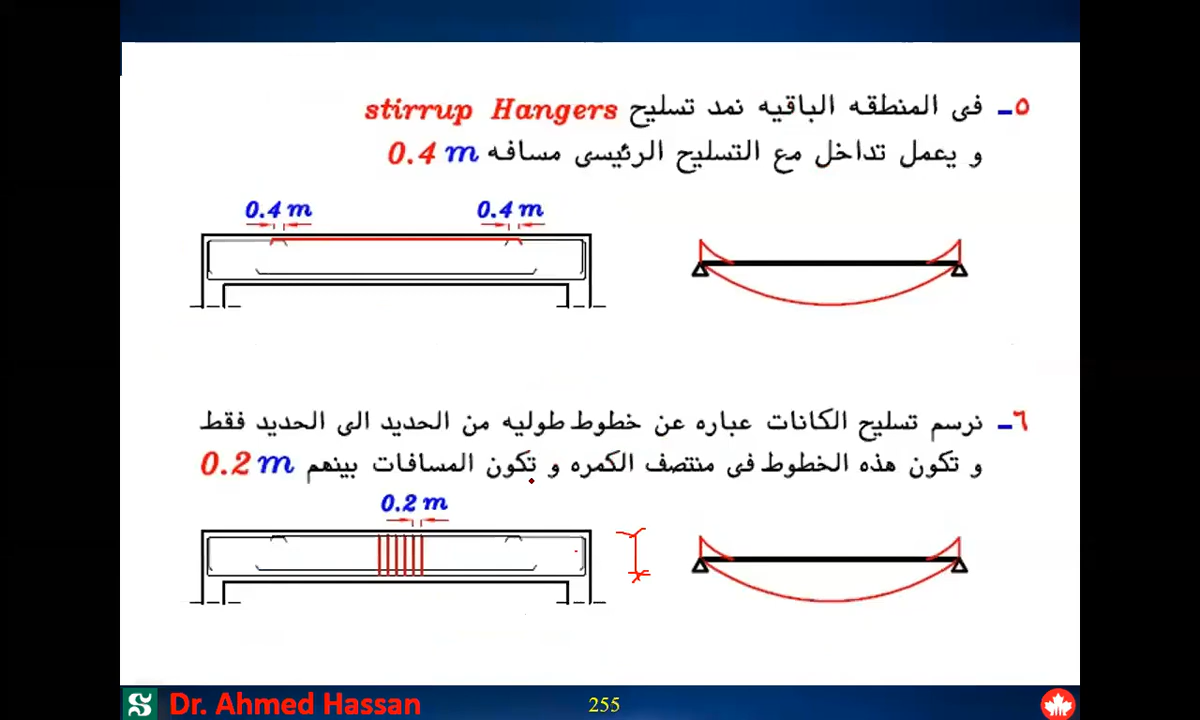 ٥- فى المنطقه الباقيه نمد تسليح stirrup Hangers
و يعمل تداخل مع التسليح الرئيسى مسافه 0.4 m
0.4 m 0.4 m
٦- نرسم تسليح الكانات عباره عن خطوط طوليه من الحديد الى الحديد فقط
و تكون هذه الخطوط فى منتصف الكمره و تكون المسافات بينهم 0.2 m
0.2 m
Dr. Ahmed Hassan 255